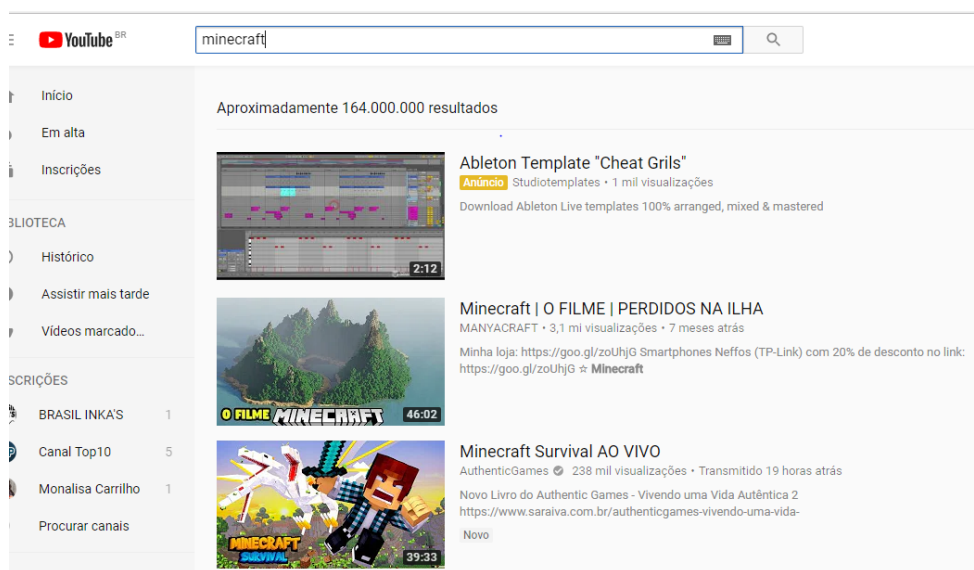 YouTube BR
minecraft
Início
Em alta
Inscrições
BLIOTECA
Histórico
Assistir mais tarde
Vídeos marcado...
SCRIÇÕES
BRASIL INKA'S 1
Canal Top10 5
Monalisa Carrilho 1
Procurar canais
Aproximadamente 164.000.000 resultados
2:12
Ableton Template "Cheat Grils"
Anúncio Studiotemplates • 1 mil visualizações
Download Ableton Live templates 100% arranged, mixed & mastered
O FILME MINECRAFT 46:02
Minecraft | O FILME | PERDIDOS NA ILHA
MANYACRAFT • 3,1 mi visualizações • 7 meses atrás
Minha loja: https://goo.gl/zoUhjG Smartphones Neffos (TP-Link) com 20% de desconto no link:
https://goo.gl/zoUhjG ☆ Minecraft
MINECRAFT
SURVIVAL
39:33
Minecraft Survival AO VIVO
AuthenticGames 238 mil visualizações • Transmitido 19 horas atrás
Novo Livro do Authentic Games - Vivendo uma Vida Autêntica 2
https://www.saraiva.com.br/authenticgames-vivendo-uma-vida-
Novo